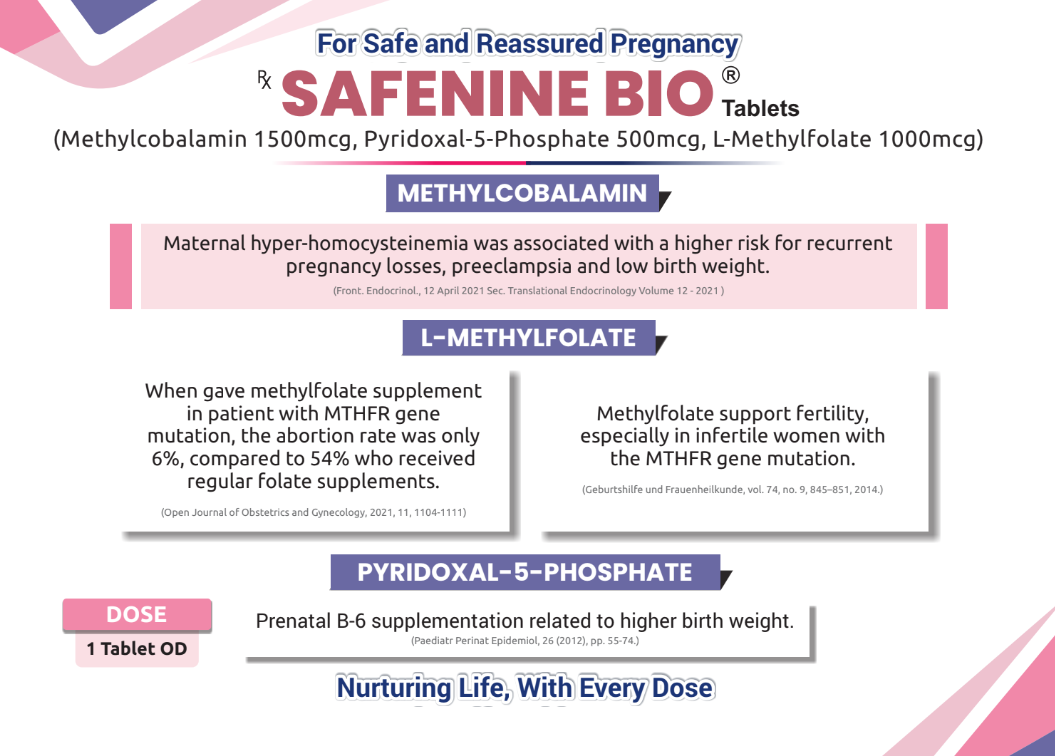 For Safe and Reassured Pregnancy
Rx SAFENINE BIO ® Tablets
(Methylcobalamin 1500mcg, Pyridoxal-5-Phosphate 500mcg, L-Methylfolate 1000mcg)
METHYLCOBALAMIN
Maternal hyper-homocysteinemia was associated with a higher risk for recurrent
pregnancy losses, preeclampsia and low birth weight.
(Front. Endocrinol., 12 April 2021 Sec. Translational Endocrinology Volume 12 - 2021 )
L-METHYLFOLATE
When gave methylfolate supplement
in patient with MTHFR gene
mutation, the abortion rate was only
6%, compared to 54% who received
regular folate supplements.
(Open Journal of Obstetrics and Gynecology, 2021, 11, 1104-1111)
Methylfolate support fertility,
especially in infertile women with
the MTHFR gene mutation.
(Geburtshilfe und Frauenheilkunde, vol. 74, no. 9, 845–851, 2014.)
PYRIDOXAL-5-PHOSPHATE
DOSE
1 Tablet OD
Prenatal B-6 supplementation related to higher birth weight.
(Paediatr Perinat Epidemiol, 26 (2012), pp. 55-74.)
Nurturing Life, With Every Dose